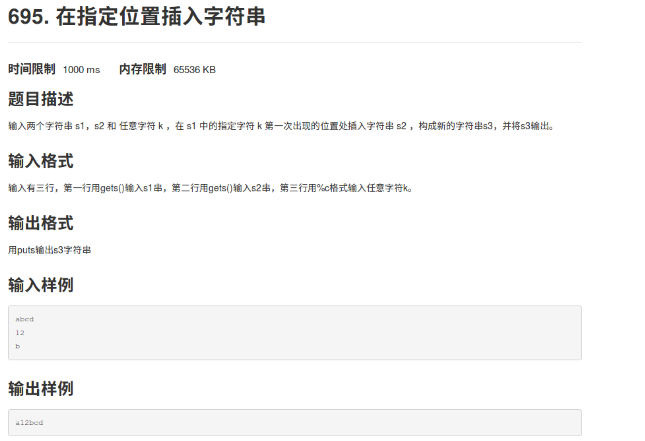 695. 在指定位置插入字符串
时间限制 1000 ms 内存限制 65536 KB
题目描述
输入两个字符串 s1，s2 和 任意字符 k ，在 s1 中的指定字符 k 第一次出现的位置处插入字符串 s2 ，构成新的字符串s3，并将s3输出。
输入格式
输入有三行，第一行用gets()输入s1串，第二行用gets()输入s2串，第三行用%c格式输入任意字符k。
输出格式
用puts输出s3字符串
输入样例
abcd
12
b
输出样例
a12bcd